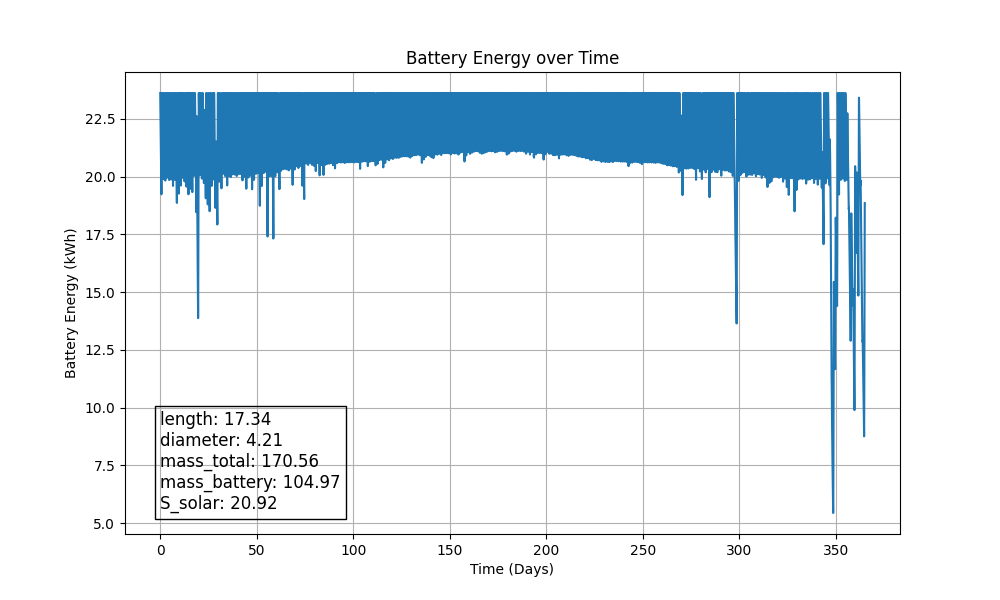 Battery Energy over Time
Battery Energy (kWh)
22.5
20.0
17.5
15.0
12.5
10.0
7.5
5.0
length: 17.34
diameter: 4.21
mass_total: 170.56
mass_battery: 104.97
S_solar: 20.92
0 50 100 150 200 250 300 350
Time (Days)